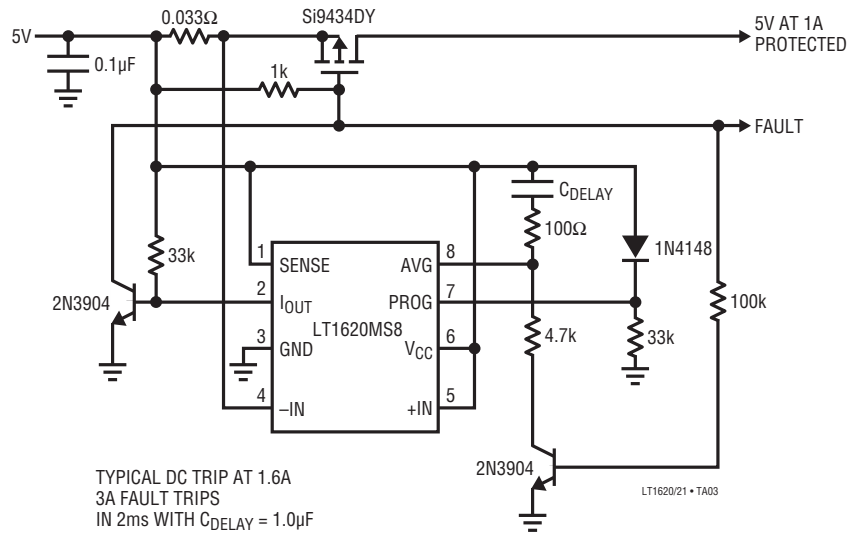 Si9434DY
0.033Ω
5V
5V AT 1A
PROTECTED
0.1µF
1k
FAULT
C_DELAY
100Ω
33k
1N4148
1
SENSE
AVG
8
2N3904
2
I_OUT
PROG
7
100k
LT1620MS8
3
GND
V_CC
6
4.7k
33k
4
–IN
+IN
5
2N3904
TYPICAL DC TRIP AT 1.6A
3A FAULT TRIPS
IN 2ms WITH C_DELAY = 1.0µF
LT1620/21 • TA03